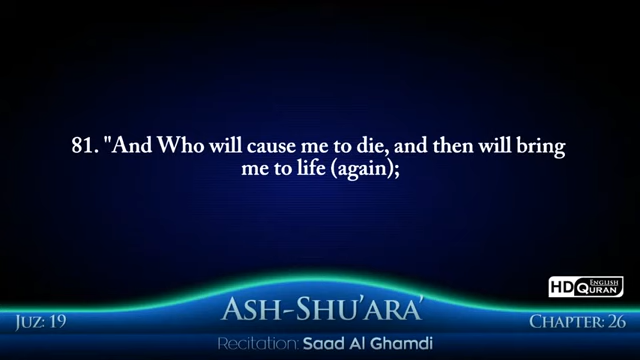 81. "And Who will cause me to die, and then will bring
me to life (again);
HD ENGLISH QURAN
ASH-SHU'ARA'
JUZ: 19
CHAPTER: 26
Recitation: Saad Al Ghamdi